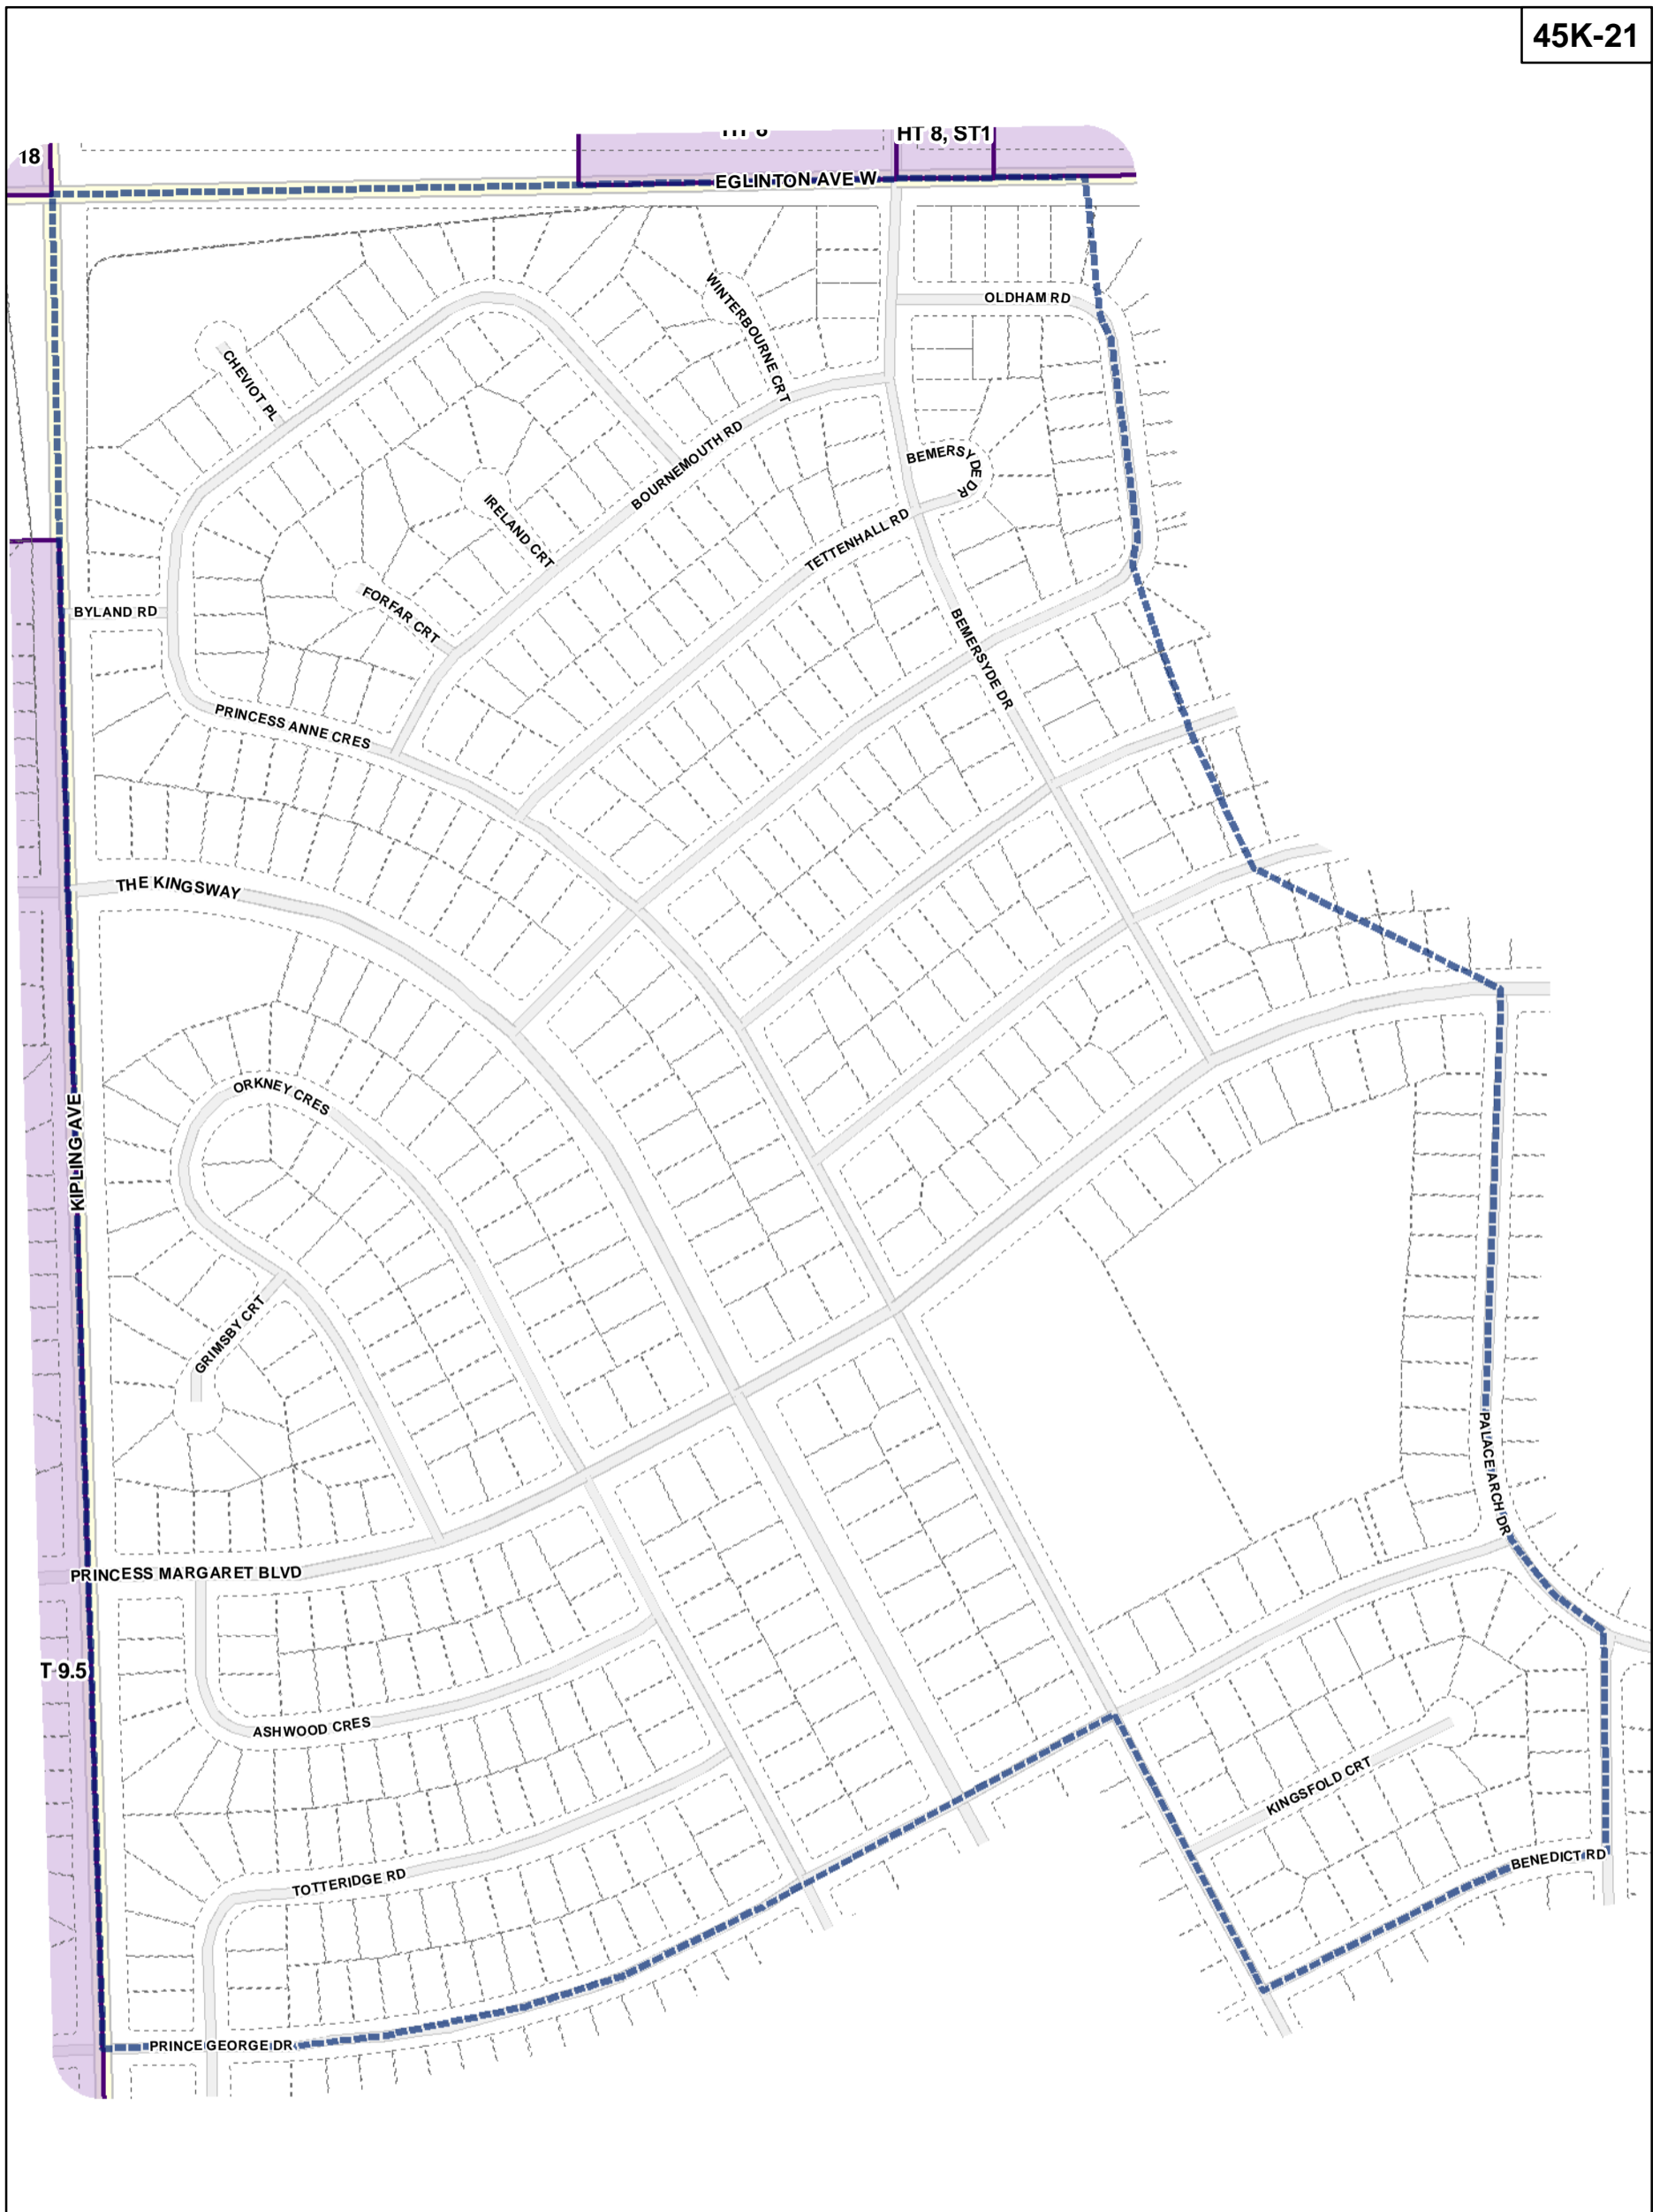 45K-21
18
HT 8
HT 8, ST1
EGLINTON AVE W
WINTERBOURNE CRT
OLDHAM RD
CHEVIOT PL
BOURNEMOUTH RD
BEMERSYDE DR
IRELAND CRT
TETTENHALL RD
FORFAR CRT
BYLAND RD
BEMERSYDE DR
PRINCESS ANNE CRES
THE KINGSWAY
ORKNEY CRES
KIPLING AVE
GRIMSBY CRT
PALACE ARCH DR
PRINCESS MARGARET BLVD
T 9.5
ASHWOOD CRES
KINGSFOLD CRT
BENEDICT RD
TOTTERIDGE RD
PRINCE GEORGE DR